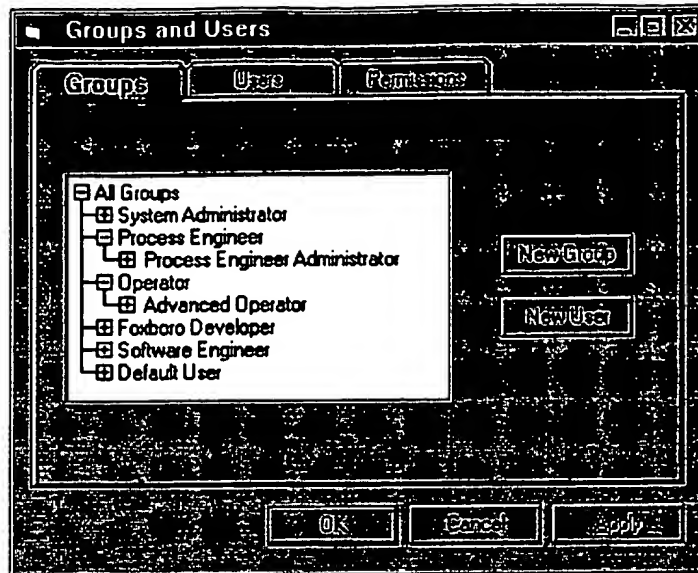 Groups and Users
Groups Users Permissions
All Groups
System Administrator
Process Engineer
Process Engineer Administrator
Operator
Advanced Operator
Foxboro Developer
Software Engineer
Default User
New Group
New User
OK Cancel Apply